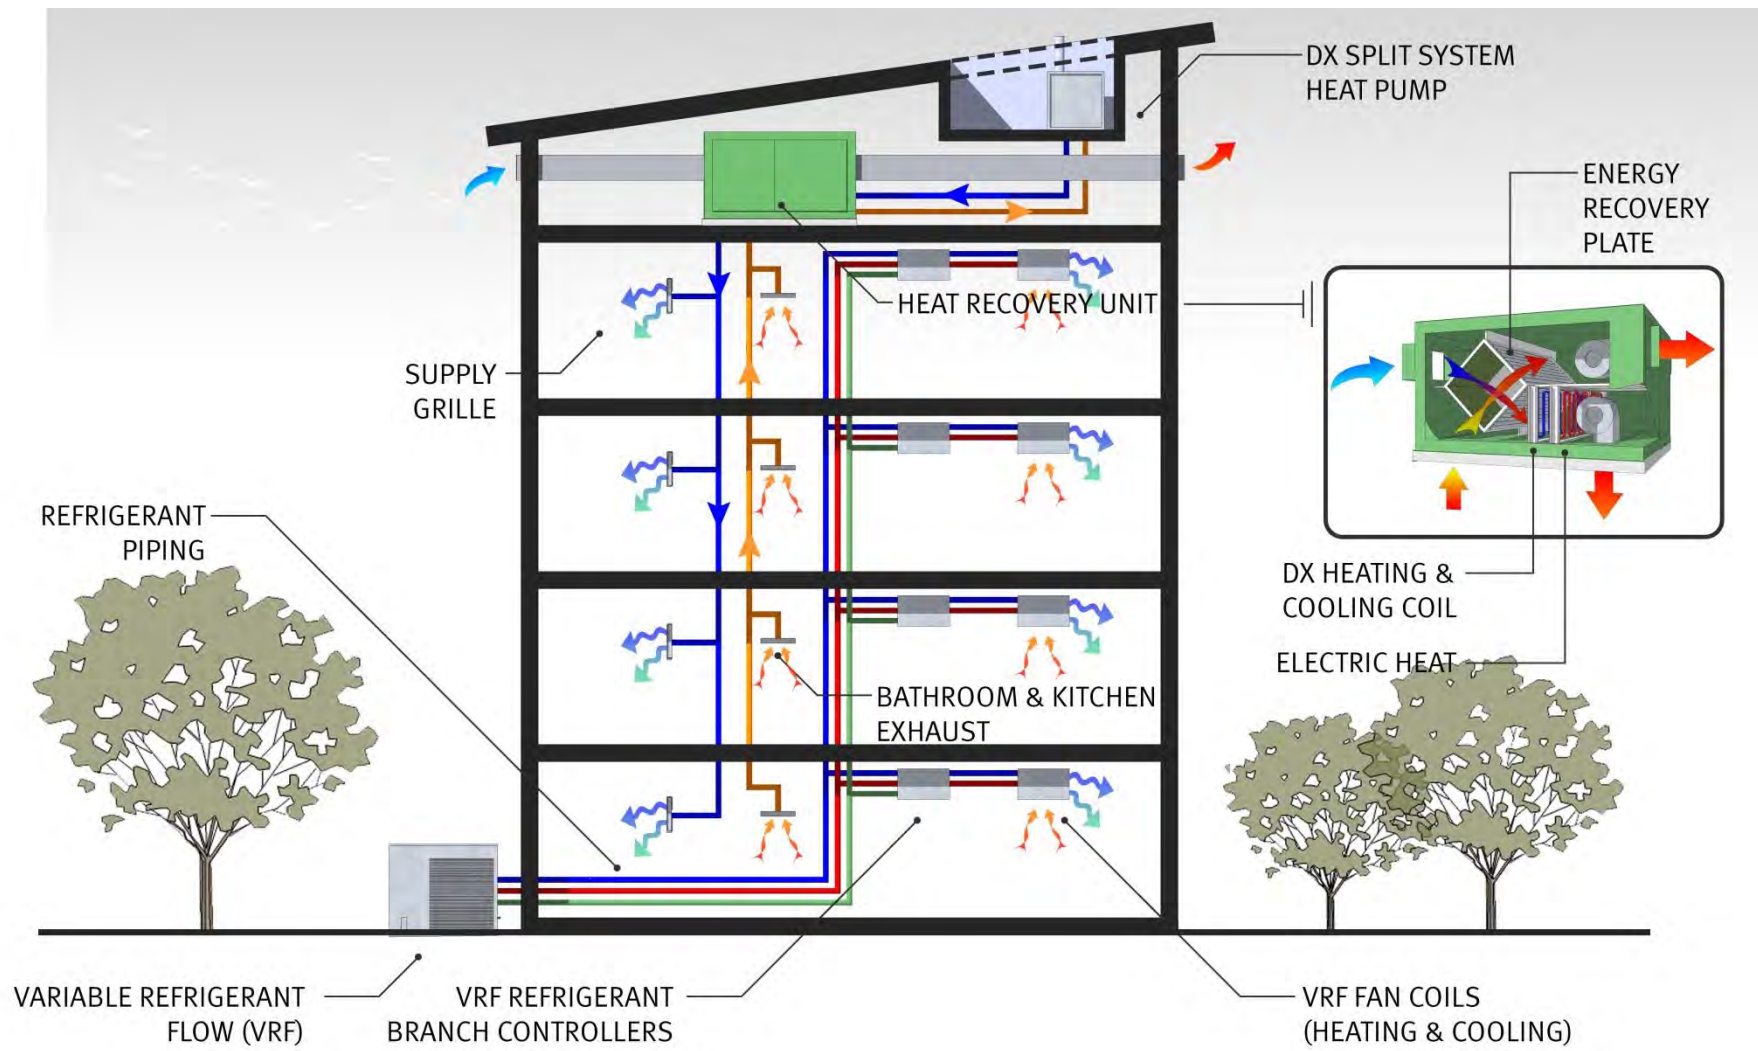 DX SPLIT SYSTEM
HEAT PUMP
ENERGY
RECOVERY
PLATE
HEAT RECOVERY UNIT
SUPPLY
GRILLE
REFRIGERANT
PIPING
DX HEATING &
COOLING COIL
ELECTRIC HEAT
BATHROOM & KITCHEN
EXHAUST
VARIABLE REFRIGERANT
FLOW (VRF)
VRF REFRIGERANT
BRANCH CONTROLLERS
VRF FAN COILS
(HEATING & COOLING)